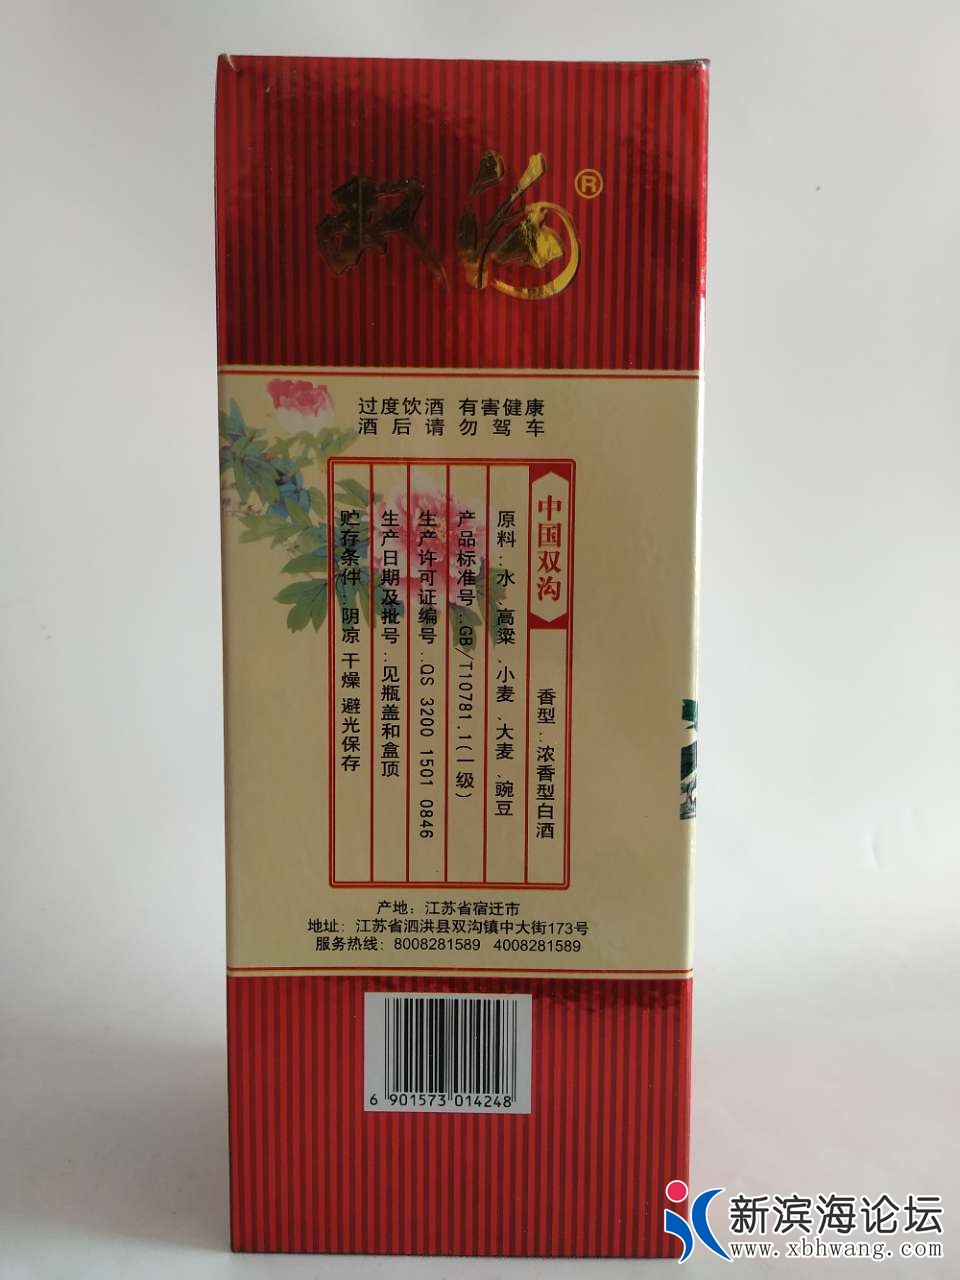 双沟®
过度饮酒 有害健康
酒后请勿驾车
中国双沟
香型：浓香型白酒
原料：水、高粱、小麦、大麦、豌豆
产品标准号：GB/T10781.1(一级)
生产许可证编号：QS 3200 1501 0846
生产日期及批号：见瓶盖和盒顶
贮存条件：阴凉 干燥 避光保存
产地：江苏省宿迁市
地址：江苏省泗洪县双沟镇中大街173号
服务热线：8008281589 4008281589
6 901573 014248
新滨海论坛
www.xbhwang.com